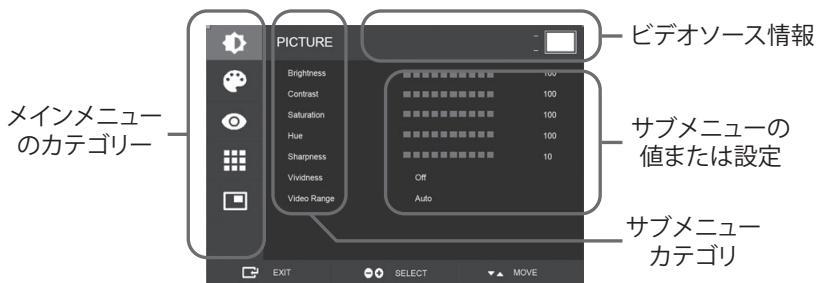 PICTURE
Brightness 100
Contrast 100
Saturation 100
Hue 100
Sharpness 10
Vividness Off
Video Range Auto
EXIT SELECT MOVE
メインメニュー
のカテゴリー
ビデオソース情報
サブメニューの
値または設定
サブメニュー
カテゴリ